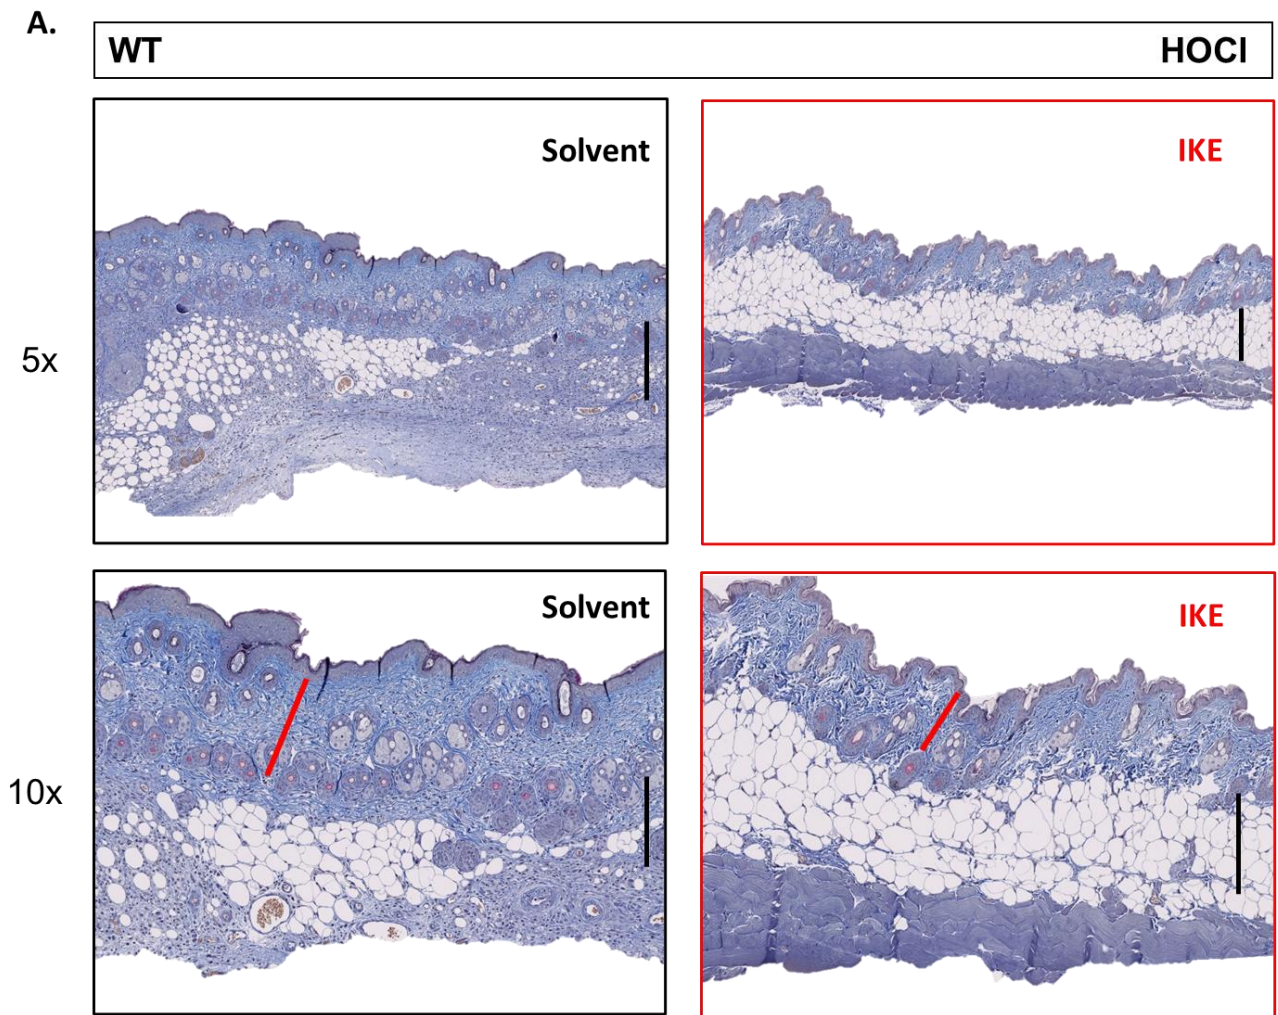 A.
WT HOCl
Solvent IKE
5x
Solvent IKE
10x